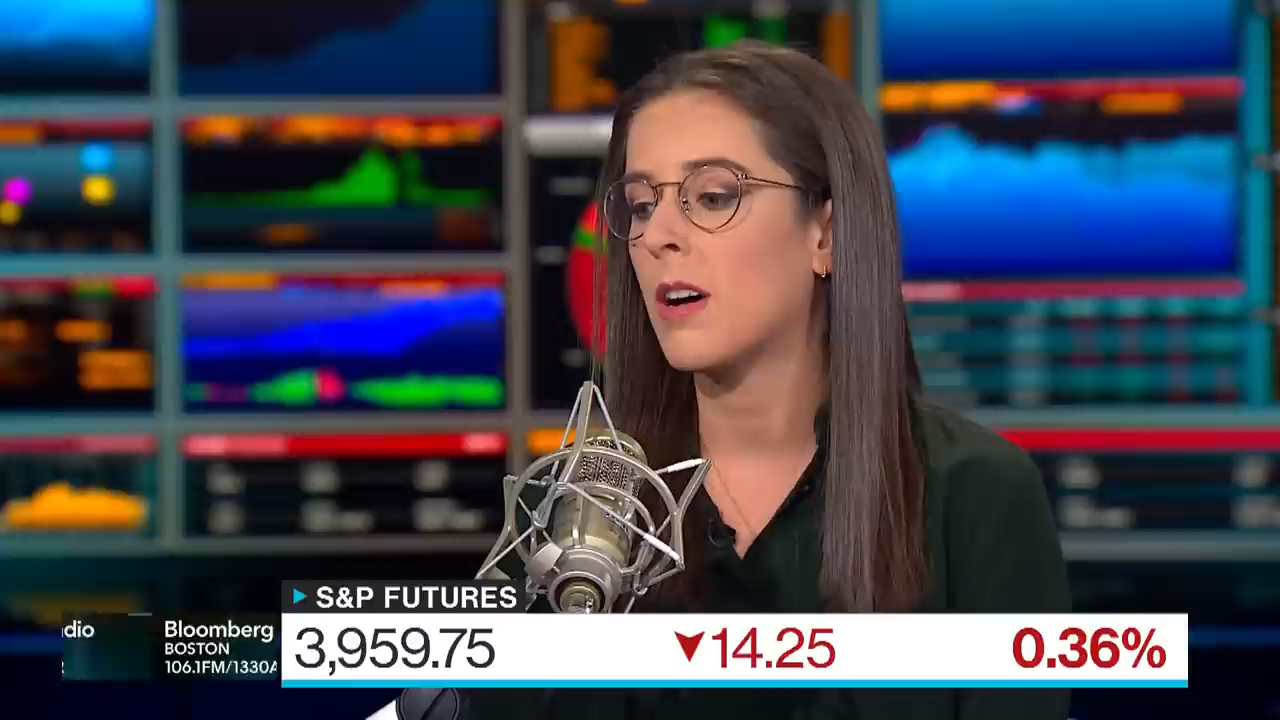 S&P FUTURES
dio
Bloomberg
BOSTON
106.1FM/1330A
3,959.75 ▼14.25 0.36%